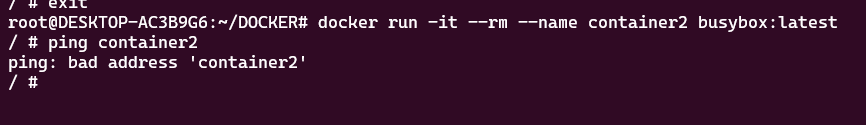 / # exit
root@DESKTOP-AC3B9G6:~/DOCKER# docker run -it --rm --name container2 busybox:latest
/ # ping container2
ping: bad address 'container2'
/ #